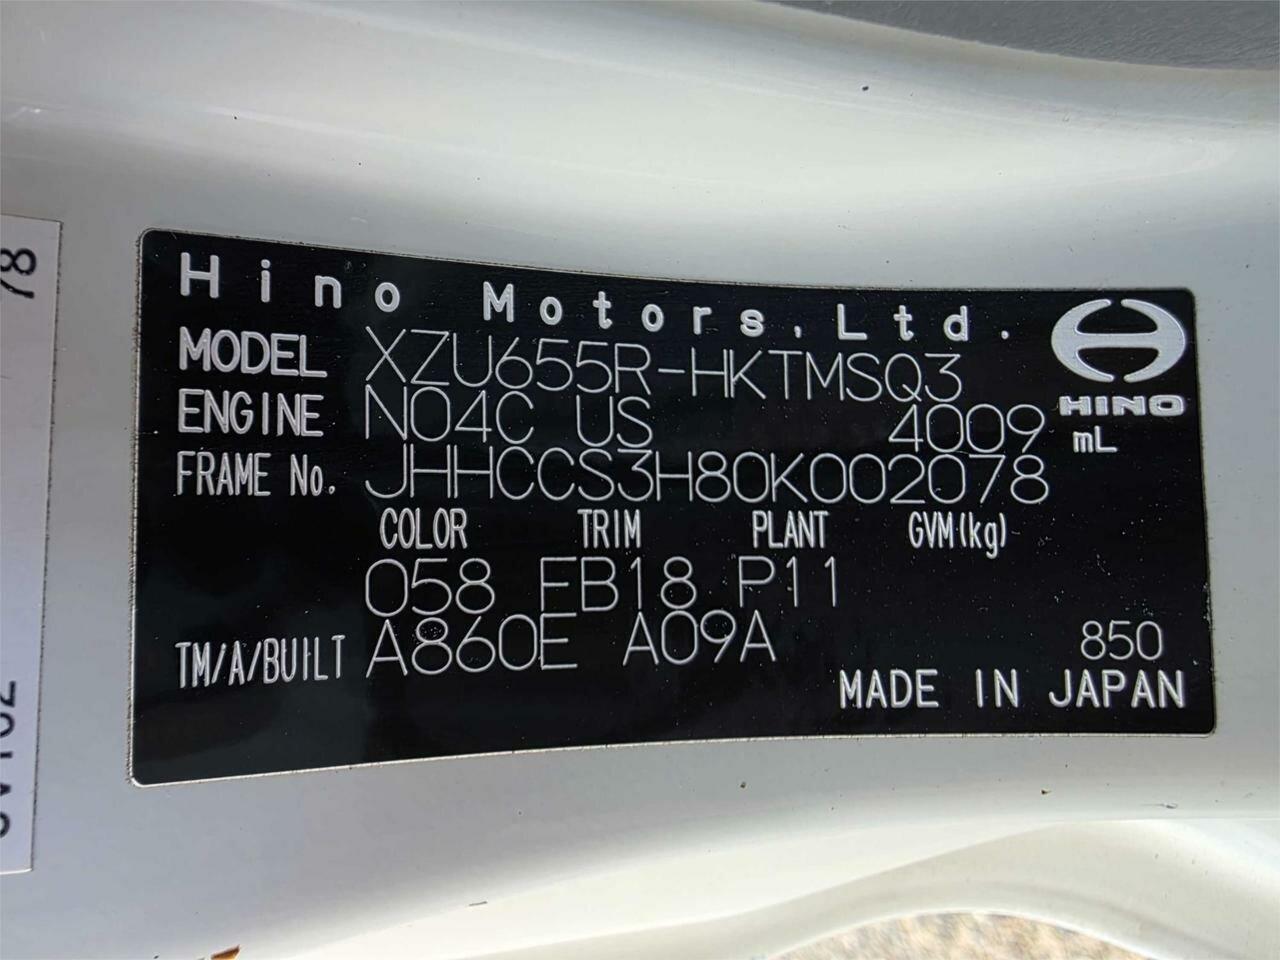 Hino Motors,Ltd.
HINO
MODEL XZU655R-HKTMSQ3
ENGINE N04C US 4009 mL
FRAME No. JHHCCS3H80K002078
COLOR TRIM PLANT GVM(kg)
058 FB18 P11
TM/A/BUILT A860E A09A 850
MADE IN JAPAN
78